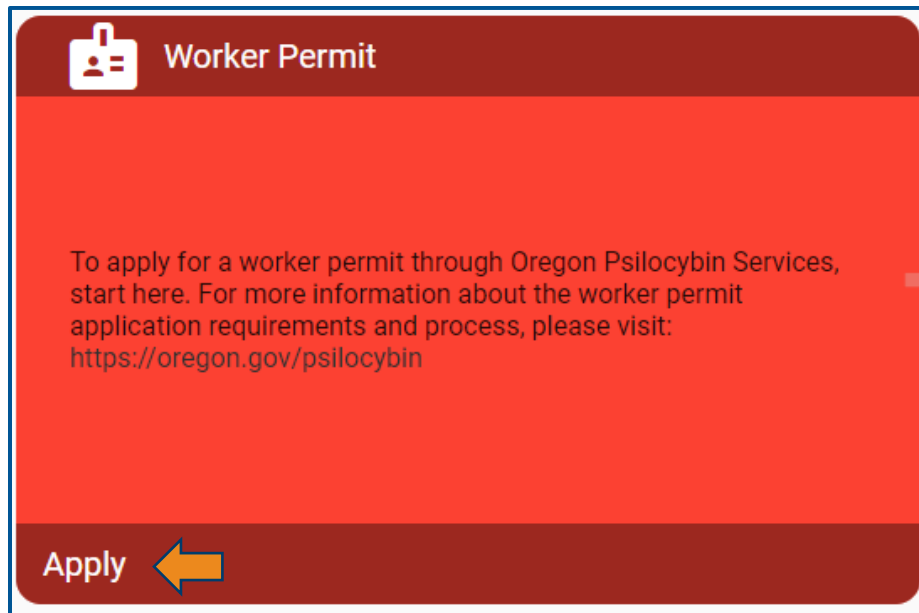 Worker Permit
To apply for a worker permit through Oregon Psilocybin Services,
start here. For more information about the worker permit
application requirements and process, please visit:
https://oregon.gov/psilocybin
Apply